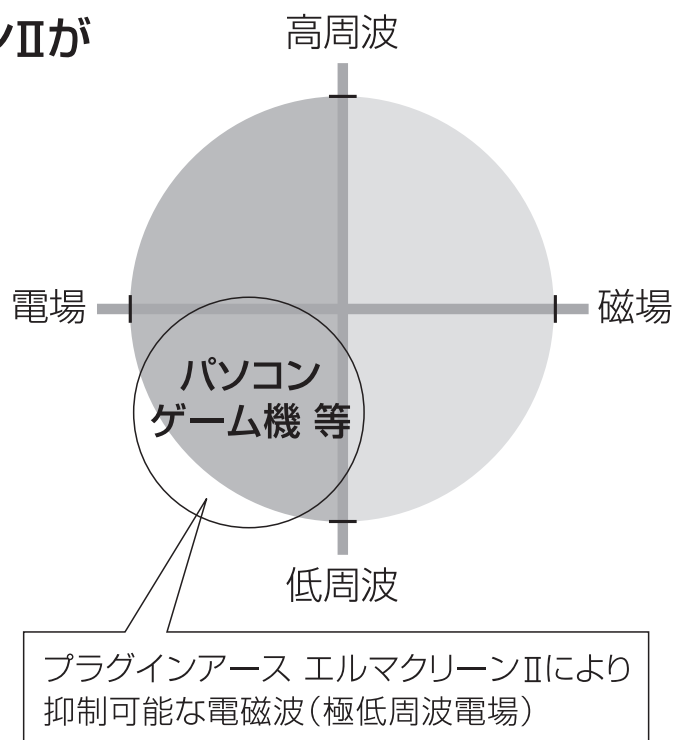 ンⅡが
高周波
電場
磁場
パソコン
ゲーム機 等
低周波
プラグインアース エルマクリーンⅡにより
抑制可能な電磁波(極低周波電場)